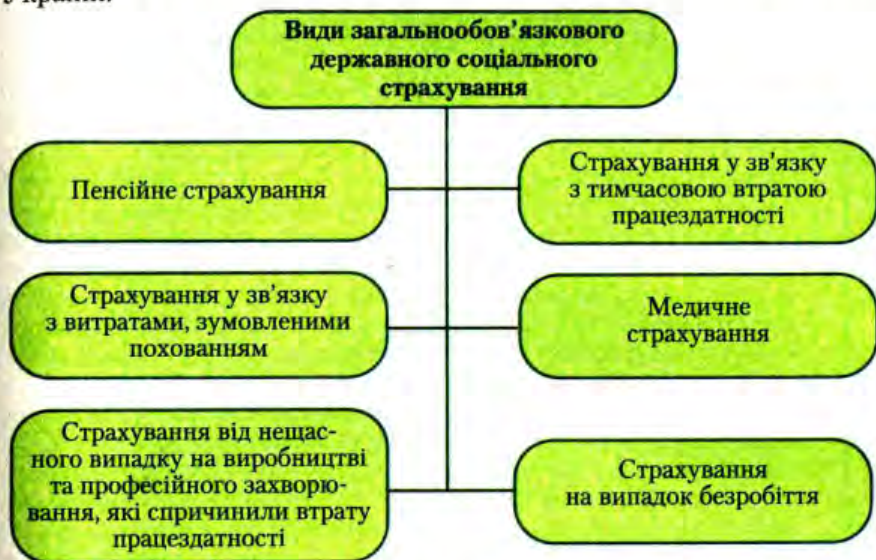 Види загальнообов’язкового
державного соціального
страхування
Пенсійне страхування
Страхування у зв'язку
з тимчасовою втратою
працездатності
Страхування у зв’язку
з витратами, зумовленими
похованням
Медичне
страхування
Страхування від нещас-
ного випадку на виробництві
та професійного захворю-
вання, які спричинили втрату
працездатності
Страхування
на випадок безробіття